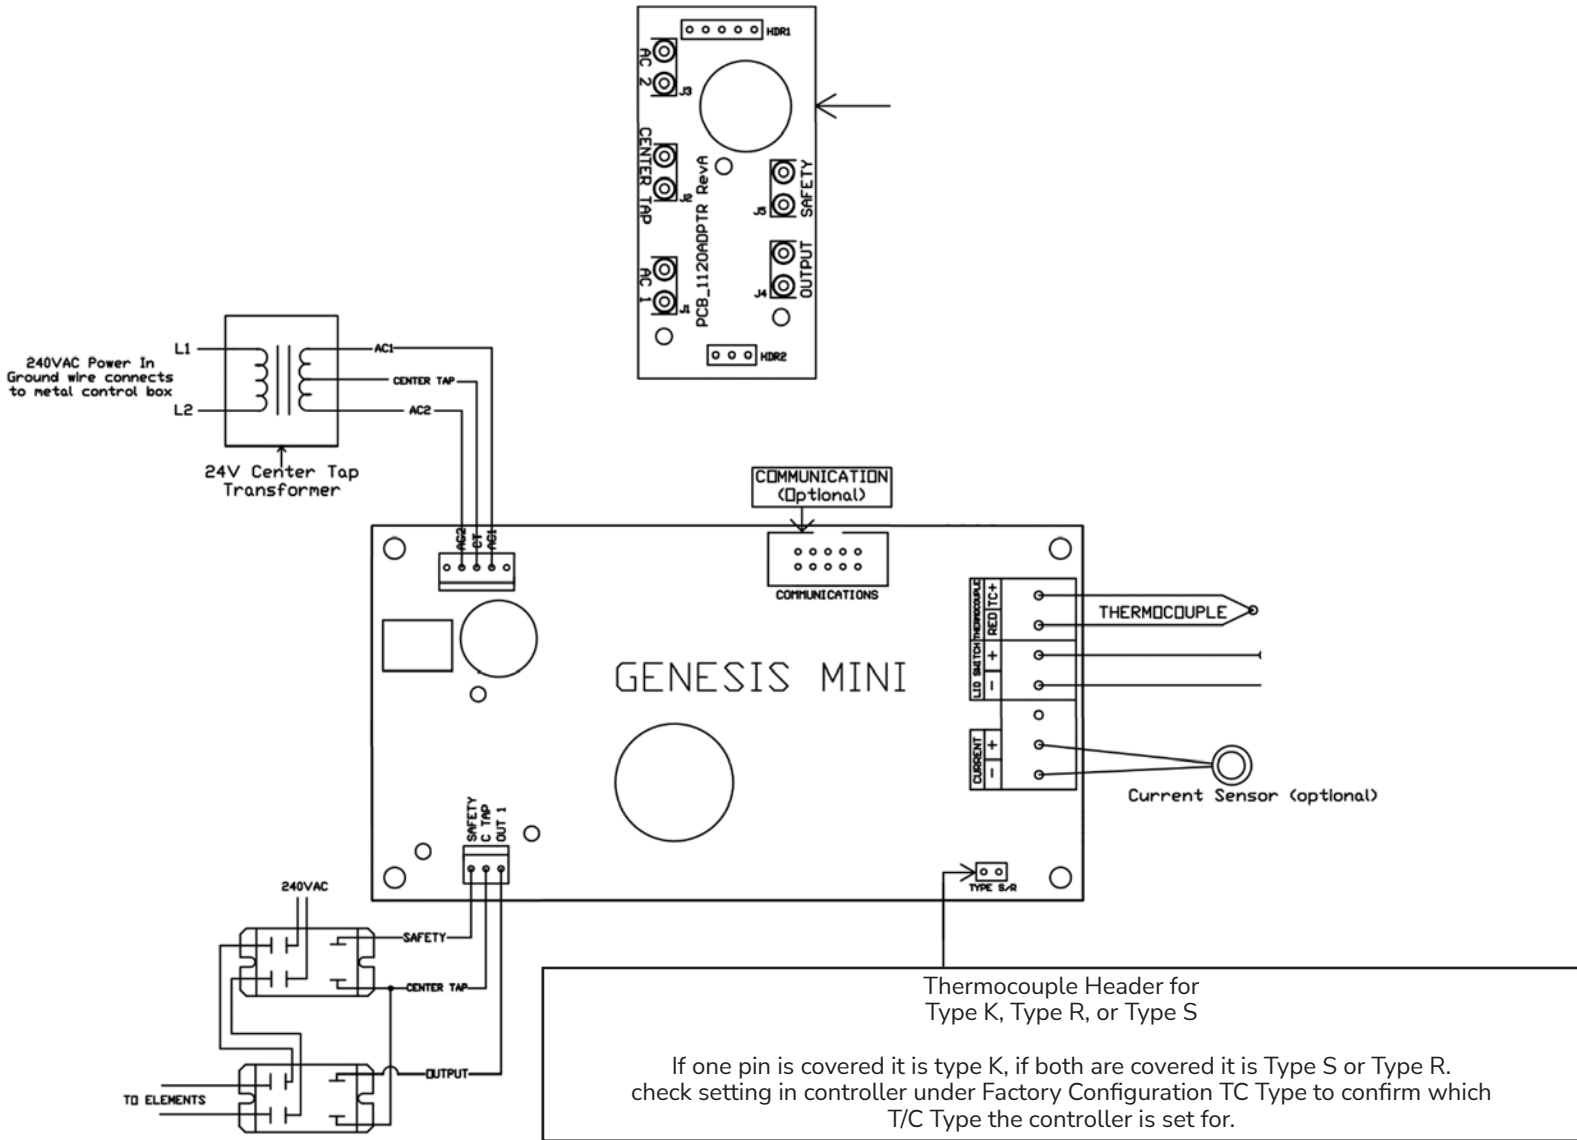 HDR1
AC 2
J3
CENTER TAP
J2
PCB_1120ADPTR RevA
SAFETY
J5
AC 1
J1
OUTPUT
J4
HDR2
240VAC Power In
Ground wire connects
to metal control box
L1
L2
AC1
CENTER TAP
AC2
24V Center Tap
Transformer
COMMUNICATION
(Optional)
AC2
CT
AC1
COMMUNICATIONS
GENESIS MINI
THERMOCOUPLE
TC+
RED
LID SWITCH
+
-
CURRENT
+
-
THERMOCOUPLE
Current Sensor (optional)
SAFETY
C TAP
OUT 1
TYPE S/R
240VAC
SAFETY
CENTER TAP
OUTPUT
TO ELEMENTS
Thermocouple Header for
Type K, Type R, or Type S
If one pin is covered it is type K, if both are covered it is Type S or Type R.
check setting in controller under Factory Configuration TC Type to confirm which
T/C Type the controller is set for.